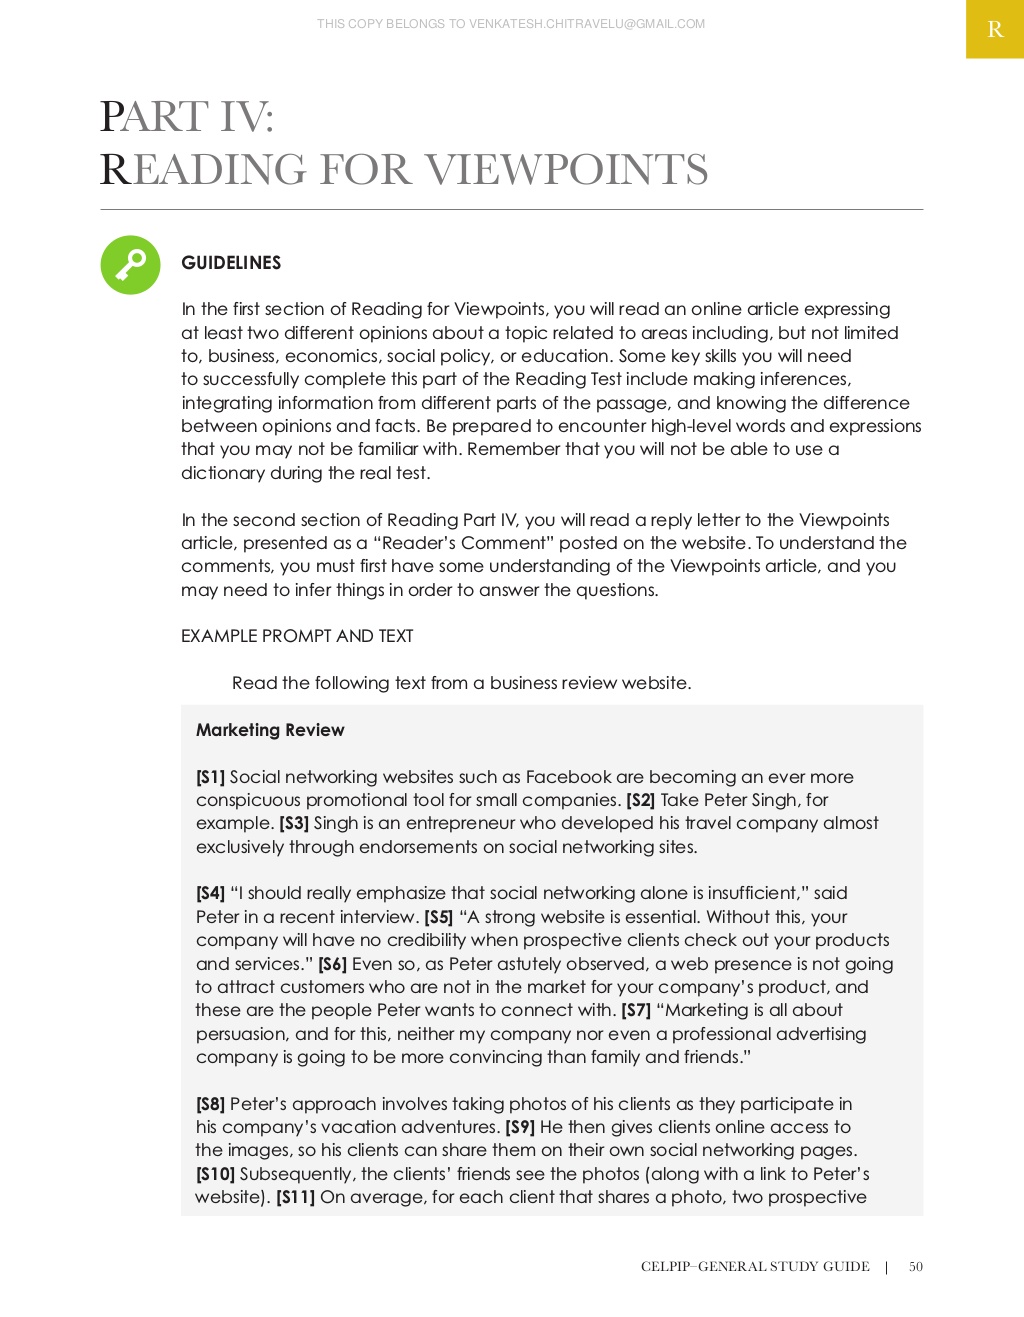 THIS COPY BELONGS TO VENKATESH.CHITRAVELU@GMAIL.COM
R
PART IV:
READING FOR VIEWPOINTS
GUIDELINES
In the first section of Reading for Viewpoints, you will read an online article expressing
at least two different opinions about a topic related to areas including, but not limited
to, business, economics, social policy, or education. Some key skills you will need
to successfully complete this part of the Reading Test include making inferences,
integrating information from different parts of the passage, and knowing the difference
between opinions and facts. Be prepared to encounter high-level words and expressions
that you may not be familiar with. Remember that you will not be able to use a
dictionary during the real test.
In the second section of Reading Part IV, you will read a reply letter to the Viewpoints
article, presented as a “Reader’s Comment” posted on the website. To understand the
comments, you must first have some understanding of the Viewpoints article, and you
may need to infer things in order to answer the questions.
EXAMPLE PROMPT AND TEXT
Read the following text from a business review website.
Marketing Review
[S1] Social networking websites such as Facebook are becoming an ever more
conspicuous promotional tool for small companies. [S2] Take Peter Singh, for
example. [S3] Singh is an entrepreneur who developed his travel company almost
exclusively through endorsements on social networking sites.
[S4] “I should really emphasize that social networking alone is insufficient,” said
Peter in a recent interview. [S5] “A strong website is essential. Without this, your
company will have no credibility when prospective clients check out your products
and services.” [S6] Even so, as Peter astutely observed, a web presence is not going
to attract customers who are not in the market for your company’s product, and
these are the people Peter wants to connect with. [S7] “Marketing is all about
persuasion, and for this, neither my company nor even a professional advertising
company is going to be more convincing than family and friends.”
[S8] Peter’s approach involves taking photos of his clients as they participate in
his company’s vacation adventures. [S9] He then gives clients online access to
the images, so his clients can share them on their own social networking pages.
[S10] Subsequently, the clients’ friends see the photos (along with a link to Peter’s
website). [S11] On average, for each client that shares a photo, two prospective
CELPIP–GENERAL STUDY GUIDE | 50